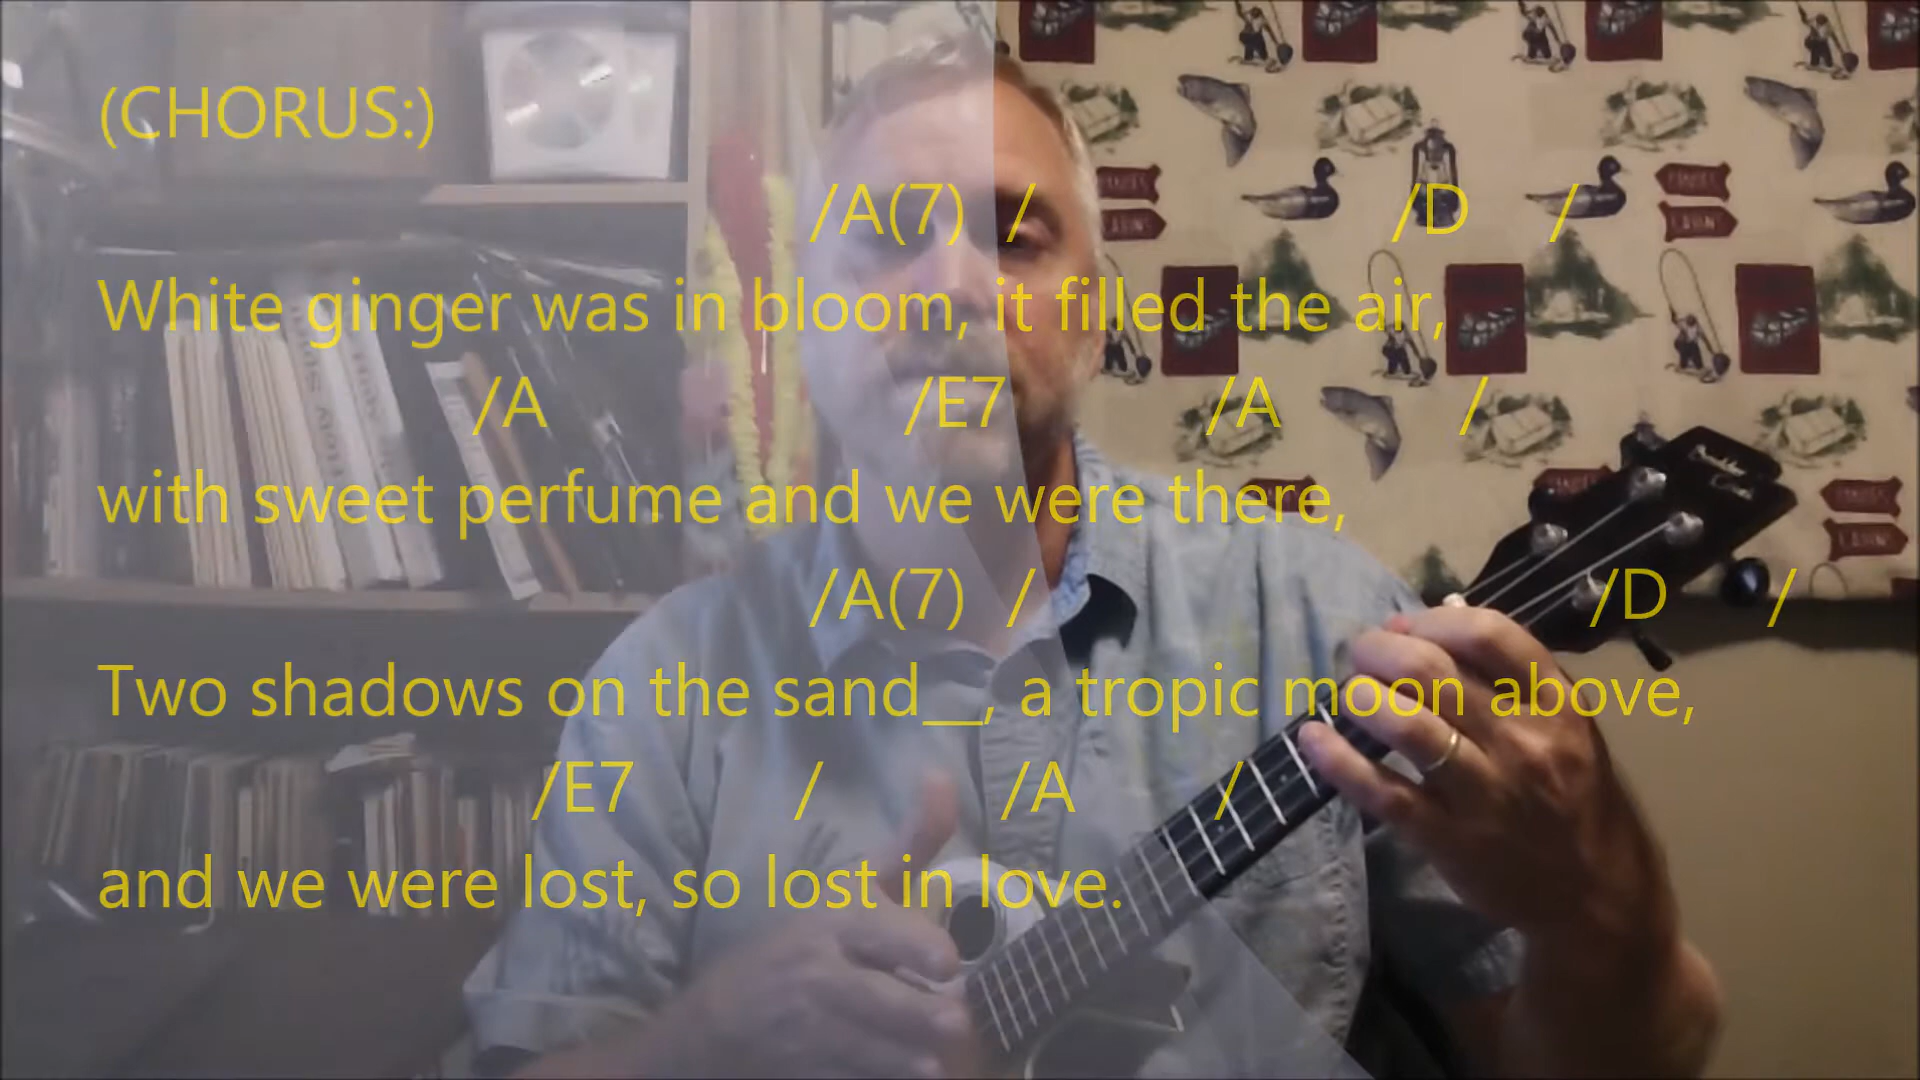 (CHORUS:)
/A(7) / /D /
White ginger was in bloom, it filled the air,
/A /E7 /A /
with sweet perfume and we were there,
/A(7) / /D /
Two shadows on the sand__, a tropic moon above,
/E7 / /A /
and we were lost, so lost in love.